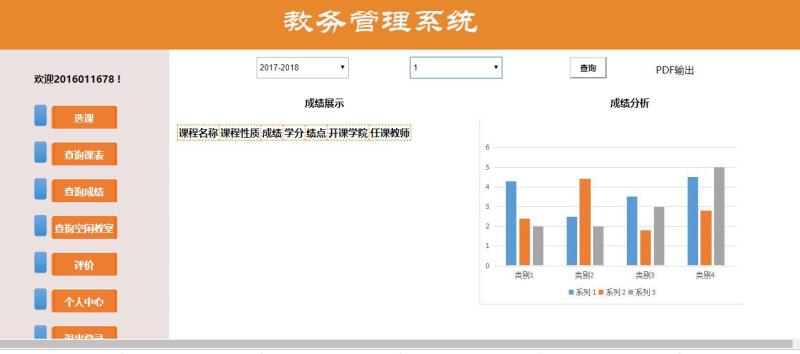 教务管理系统
欢迎2016011678！
2017-2018 1 查询 PDF输出
选课
查询课表
查询成绩
查询空闲教室
评价
个人中心
退出登录
成绩展示
课程名称 课程性质 成绩 学分 结点 开课学院 任课教师
成绩分析
6
5
4
3
2
1
0
类别1 类别2 类别3 类别4
系列 1 系列 2 系列 3